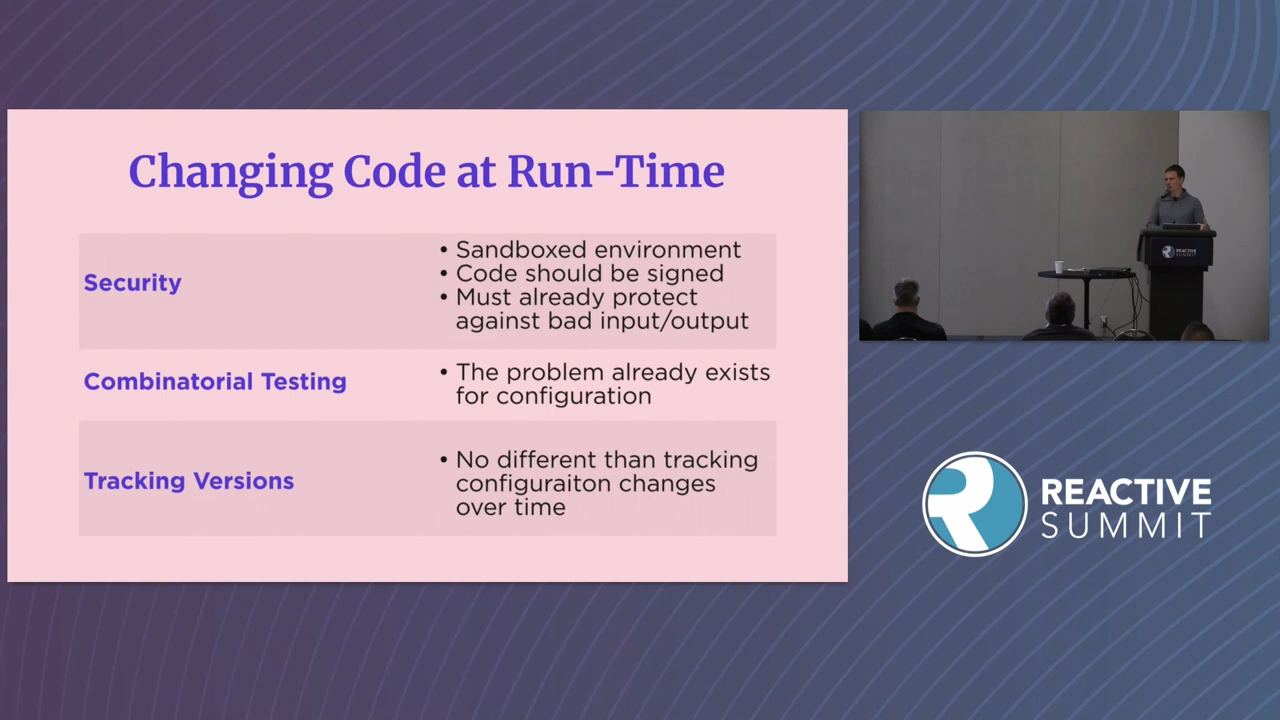 Changing Code at Run-Time
Security
• Sandboxed environment
• Code should be signed
• Must already protect
against bad input/output
Combinatorial Testing
• The problem already exists
for configuration
Tracking Versions
• No different than tracking
configuraiton changes
over time
REACTIVE
SUMMIT
REACTIVE
SUMMIT